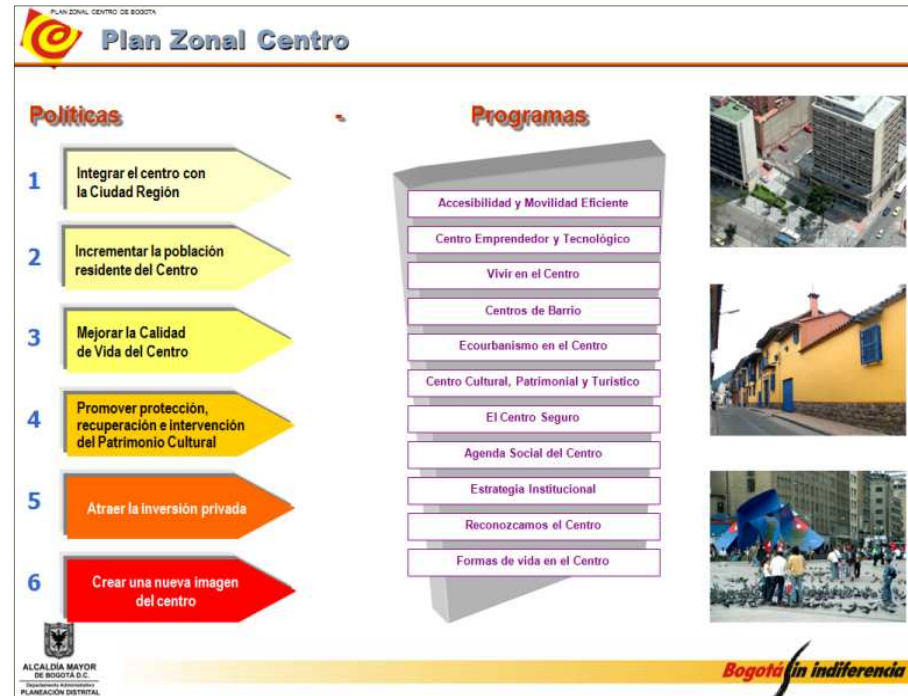 PLAN ZONAL CENTRO DE BOGOTA
Plan Zonal Centro
Políticas - Programas
1 Integrar el centro con
la Ciudad Región
2 Incrementar la población
residente del Centro
3 Mejorar la Calidad
de Vida del Centro
4 Promover protección,
recuperación e intervención
del Patrimonio Cultural
5 Atraer la inversión privada
6 Crear una nueva imagen
del centro
Accesibilidad y Movilidad Eficiente
Centro Emprendedor y Tecnológico
Vivir en el Centro
Centros de Barrio
Ecourbanismo en el Centro
Centro Cultural, Patrimonial y Turístico
El Centro Seguro
Agenda Social del Centro
Estrategia Institucional
Reconozcamos el Centro
Formas de vida en el Centro
ALCALDÍA MAYOR
DE BOGOTÁ D.C.
Departamento Administrativo
PLANEACIÓN DISTRITAL
Bogotá sin indiferencia